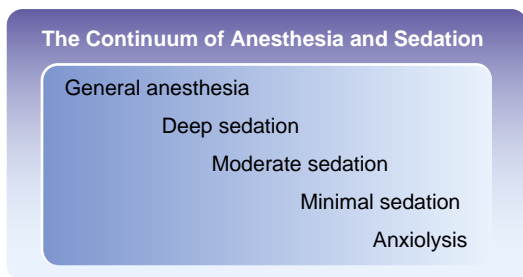 The Continuum of Anesthesia and Sedation
General anesthesia
Deep sedation
Moderate sedation
Minimal sedation
Anxiolysis